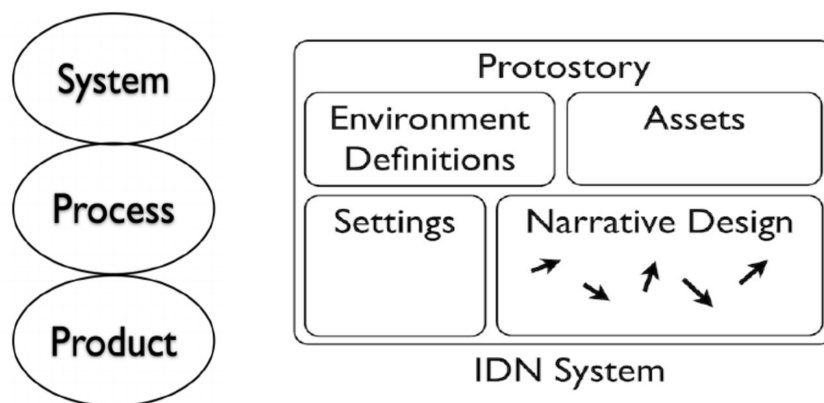 System
Process
Product
Protostory
Environment
Definitions
Assets
Settings
Narrative Design
IDN System